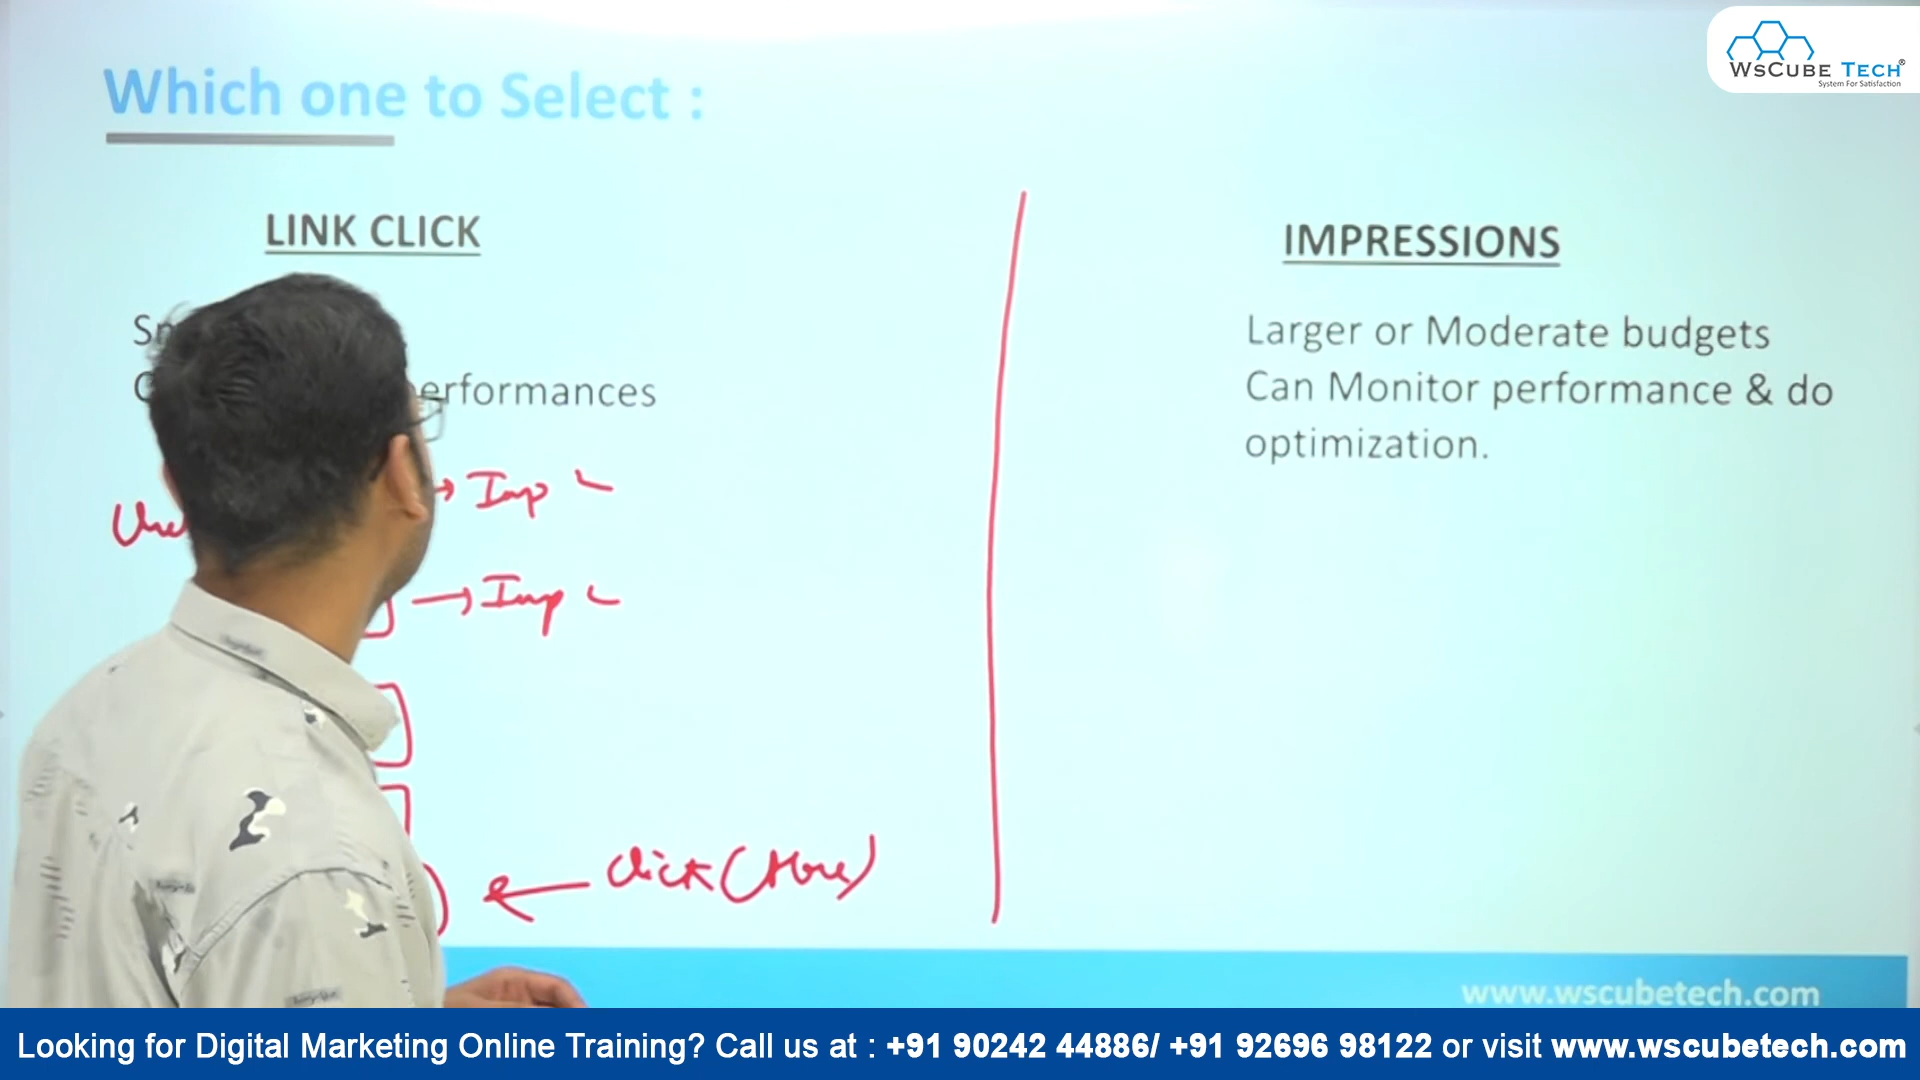 WsCube Tech®
System For Satisfaction
Which one to Select :
LINK CLICK
erformances
Imp
Imp
click (
IMPRESSIONS
Larger or Moderate budgets
Can Monitor performance & do
optimization.
www.wscubetech.com
Looking for Digital Marketing Online Training? Call us at : +91 90242 44886/ +91 92696 98122 or visit www.wscubetech.com